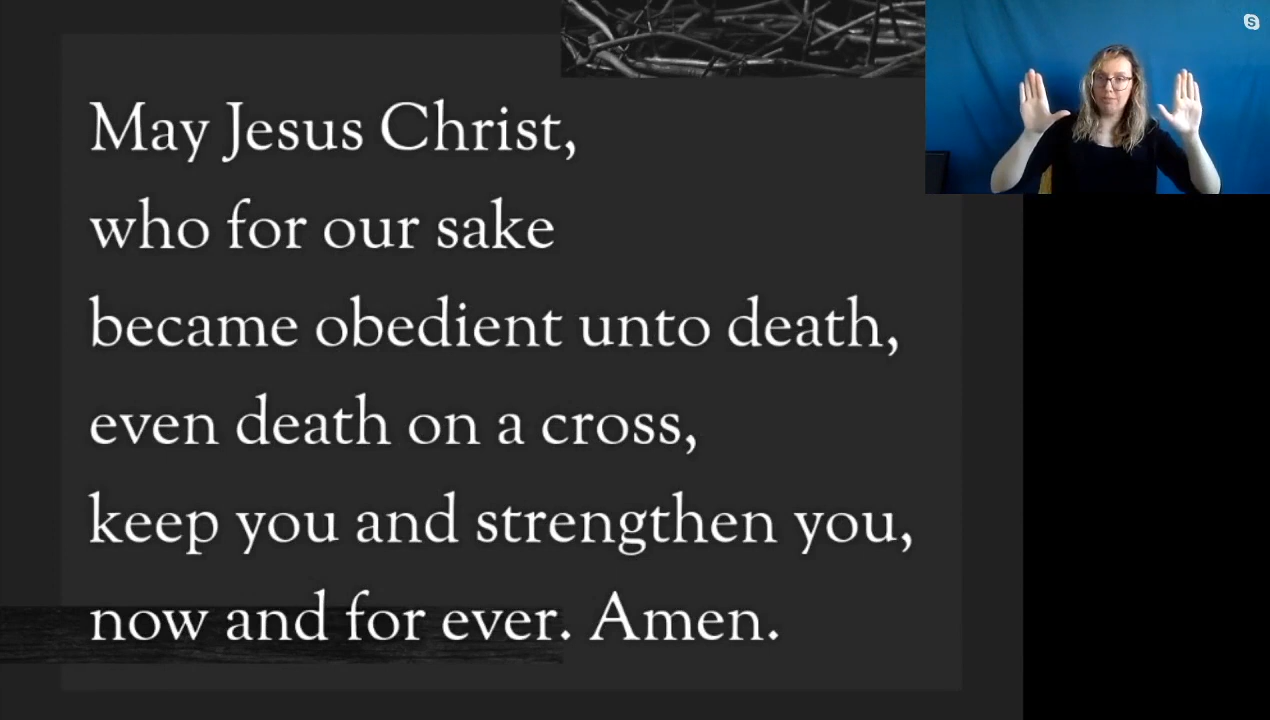 May Jesus Christ,
who for our sake
became obedient unto death,
even death on a cross,
keep you and strengthen you,
now and for ever. Amen.